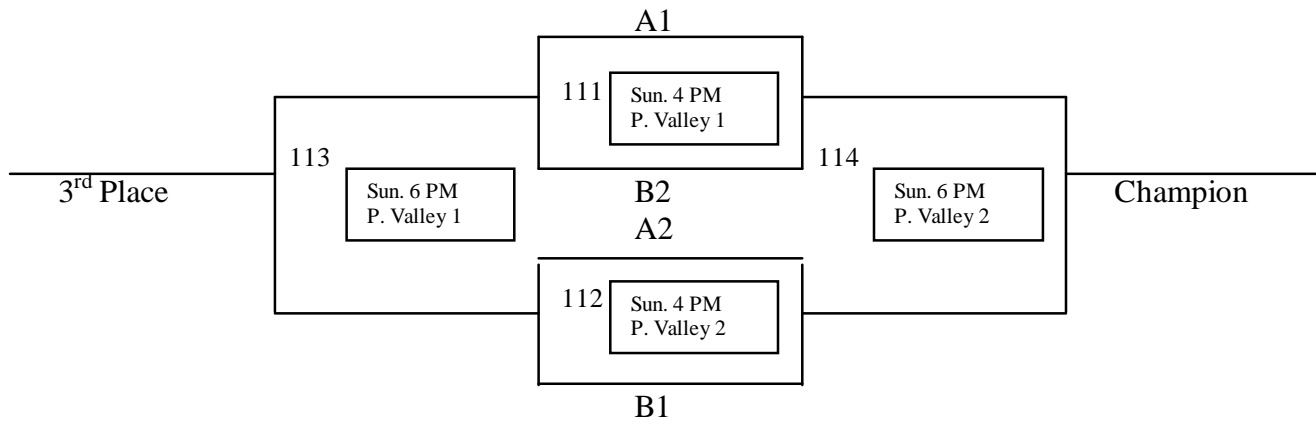 A1
111
Sun. 4 PM
P. Valley 1
113
114
3rd Place
Sun. 6 PM
P. Valley 1
B2
Sun. 6 PM
P. Valley 2
Champion
A2
112
Sun. 4 PM
P. Valley 2
B1